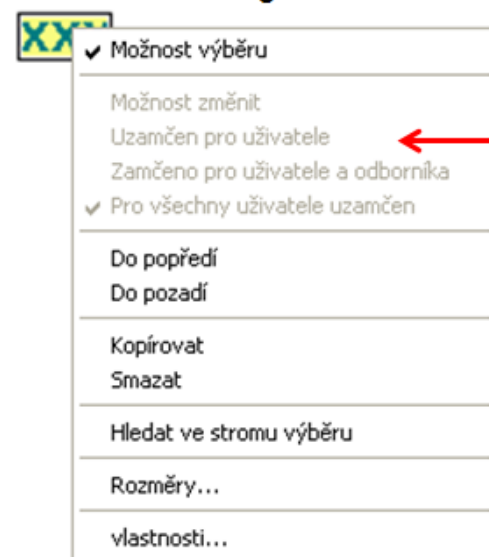 XXX
Možnost výběru
Možnost změnit
Uzamčen pro uživatele
Zamčeno pro uživatele a odborníka
Pro všechny uživatele uzamčen
Do popředí
Do pozadí
Kopírovat
Smazat
Hledat ve stromu výběru
Rozměry...
vlastnosti...